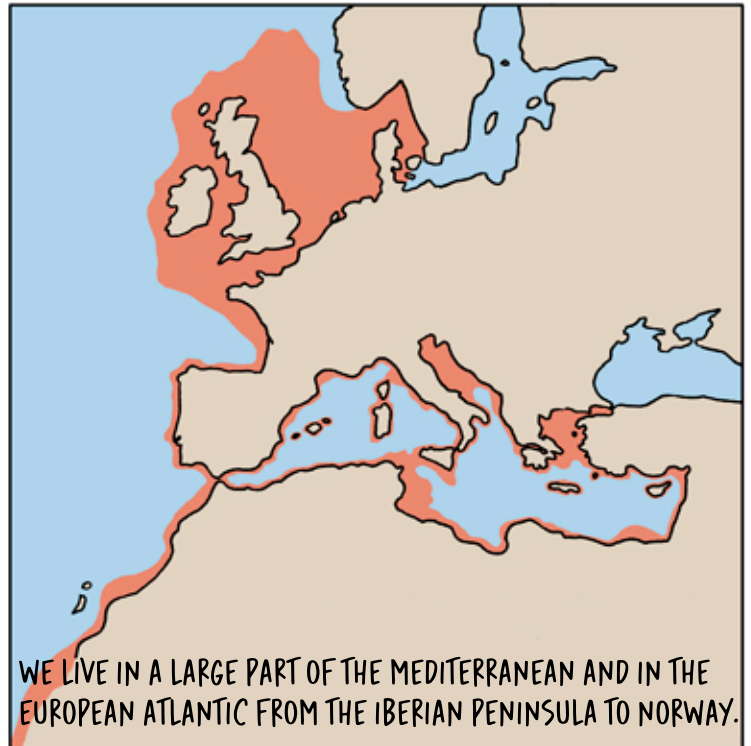 WE LIVE IN A LARGE PART OF THE MEDITERRANEAN AND IN THE
EUROPEAN ATLANTIC FROM THE IBERIAN PENINSULA TO NORWAY.